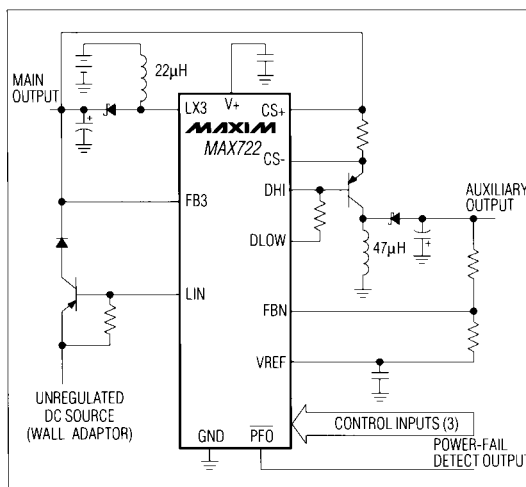 22μH
MAIN
OUTPUT
V+
LX3
CS+
MAXIM
MAX722
CS-
DHI
AUXILIARY
OUTPUT
FB3
DLOW
47μH
LIN
FBN
VREF
UNREGULATED
DC SOURCE
(WALL ADAPTOR)
CONTROL INPUTS (3)
GND
PFO
POWER-FAIL
DETECT OUTPUT